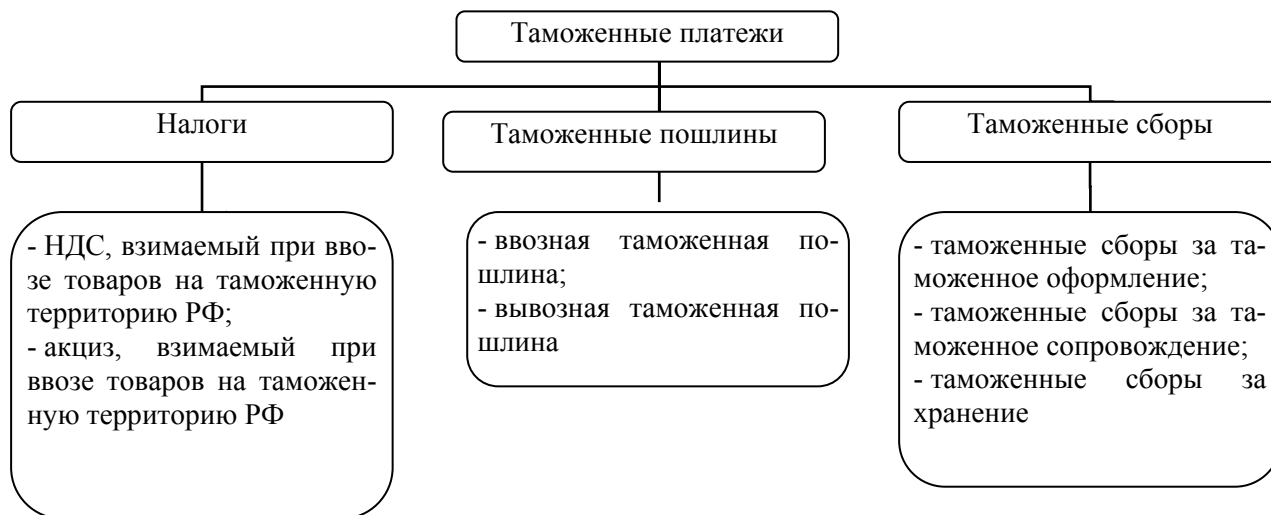 Таможенные платежи
Налоги
Таможенные пошлины
Таможенные сборы
- НДС, взимаемый при вво-
зе товаров на таможенную
территорию РФ;
- акциз, взимаемый при
ввозе товаров на таможен-
ную территорию РФ
- ввозная таможенная по-
шлина;
- вывозная таможенная по-
шлина
- таможенные сборы за та-
моженное оформление;
- таможенные сборы за та-
моженное сопровождение;
- таможенные сборы за
хранение